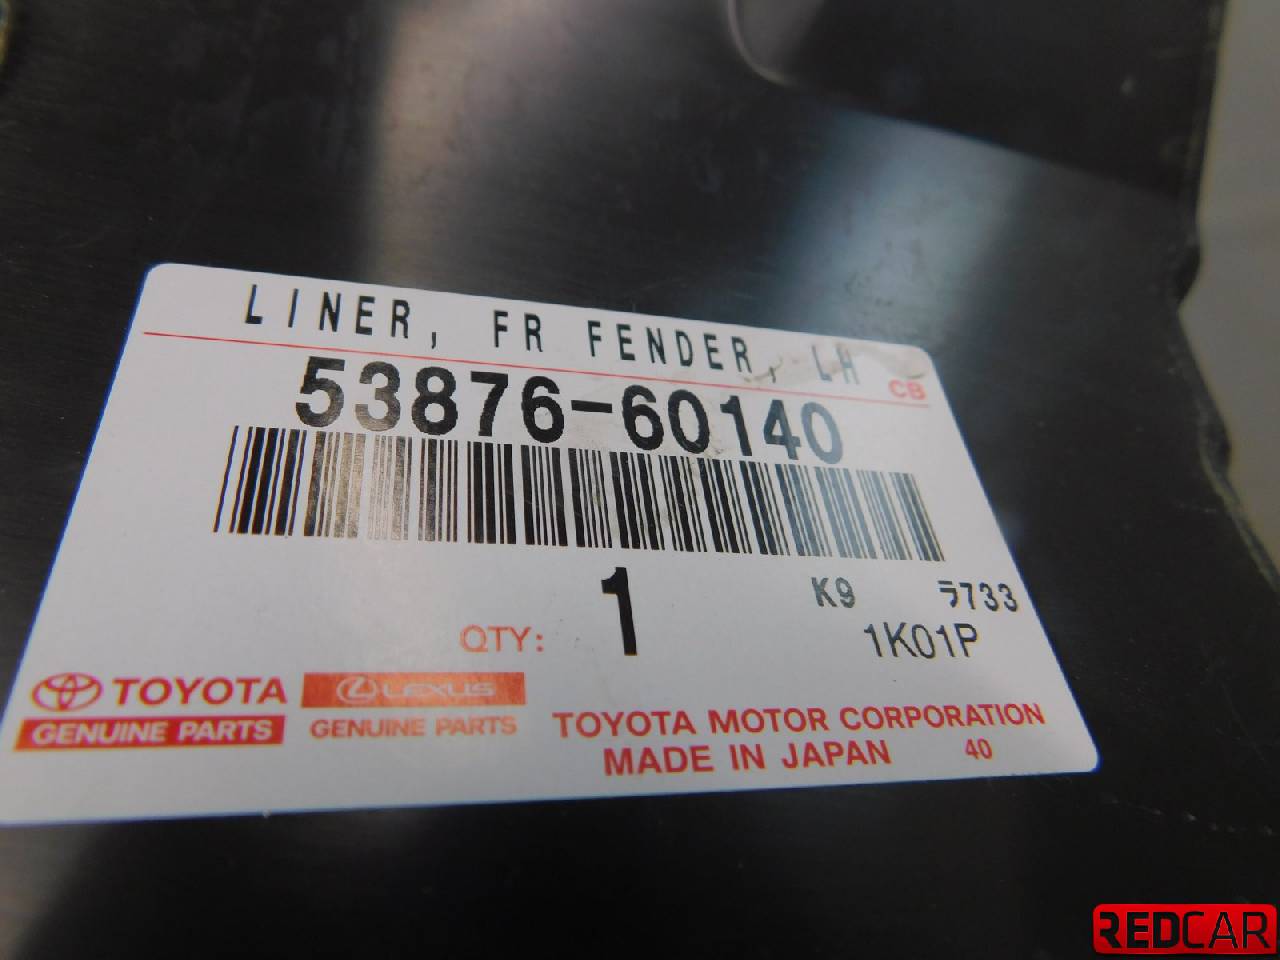 LINER, FR FENDER, LH
CB
53876-60140
K9 ラ733
QTY: 1
1K01P
TOYOTA
GENUINE PARTS
LEXUS
GENUINE PARTS
TOYOTA MOTOR CORPORATION
MADE IN JAPAN 40
REDCAR